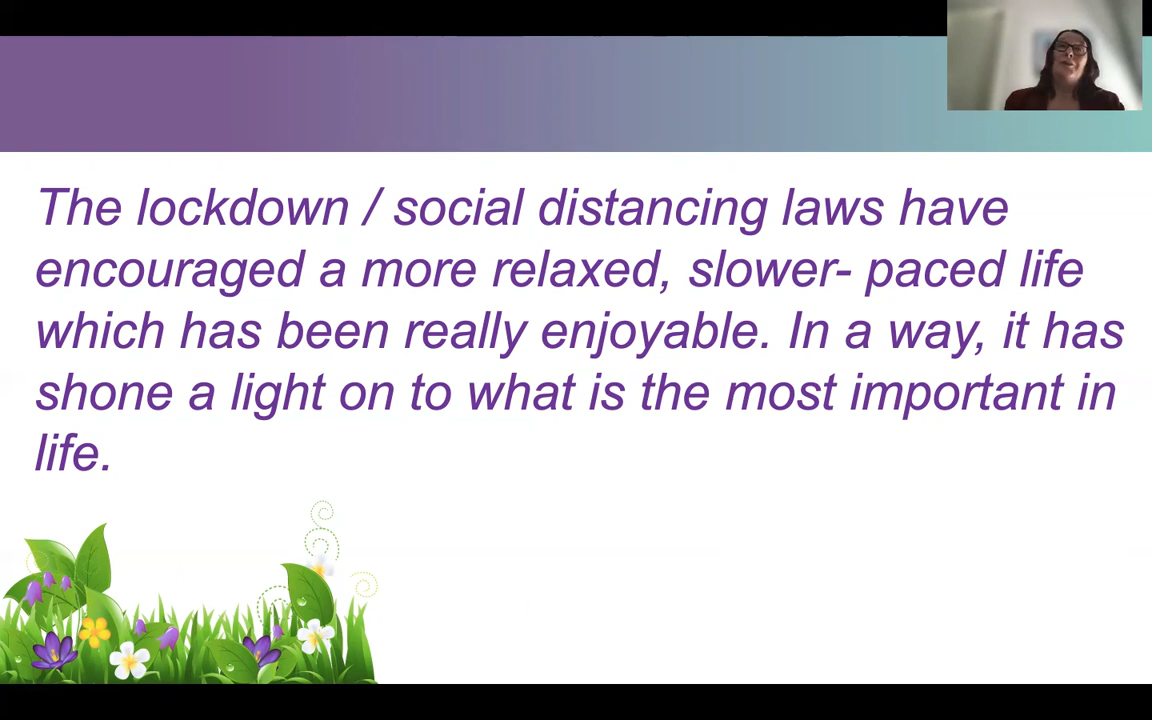 The lockdown / social distancing laws have
encouraged a more relaxed, slower- paced life
which has been really enjoyable. In a way, it has
shone a light on to what is the most important in
life.